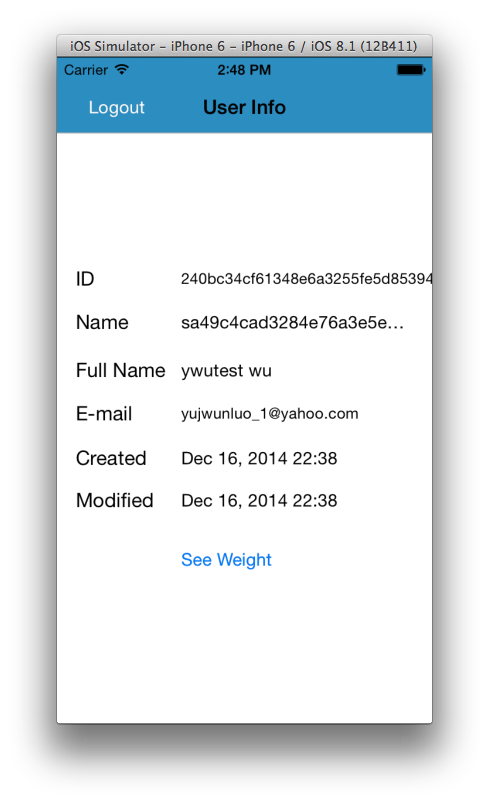 iOS Simulator – iPhone 6 – iPhone 6 / iOS 8.1 (12B411)
Carrier 2:48 PM
Logout User Info
ID 240bc34cf61348e6a3255fe5d85394
Name sa49c4cad3284e76a3e5e…
Full Name ywutest wu
E-mail yujwunluo_1@yahoo.com
Created Dec 16, 2014 22:38
Modified Dec 16, 2014 22:38
See Weight